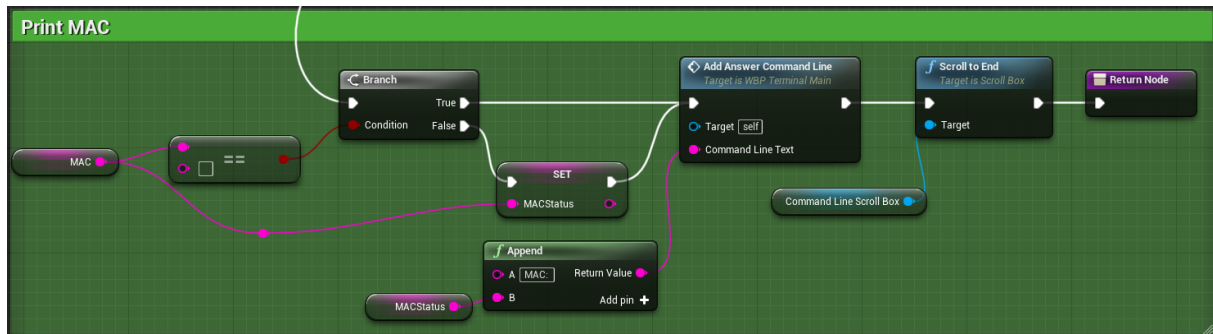 Print MAC
Branch
True
Condition
False
MAC
==
SET
MACStatus
Append
A MAC:
Return Value
B
Add pin +
MACStatus
Add Answer Command Line
Target is WBP Terminal Main
Target self
Command Line Text
f Scroll to End
Target is Scroll Box
Target
Command Line Scroll Box
Return Node